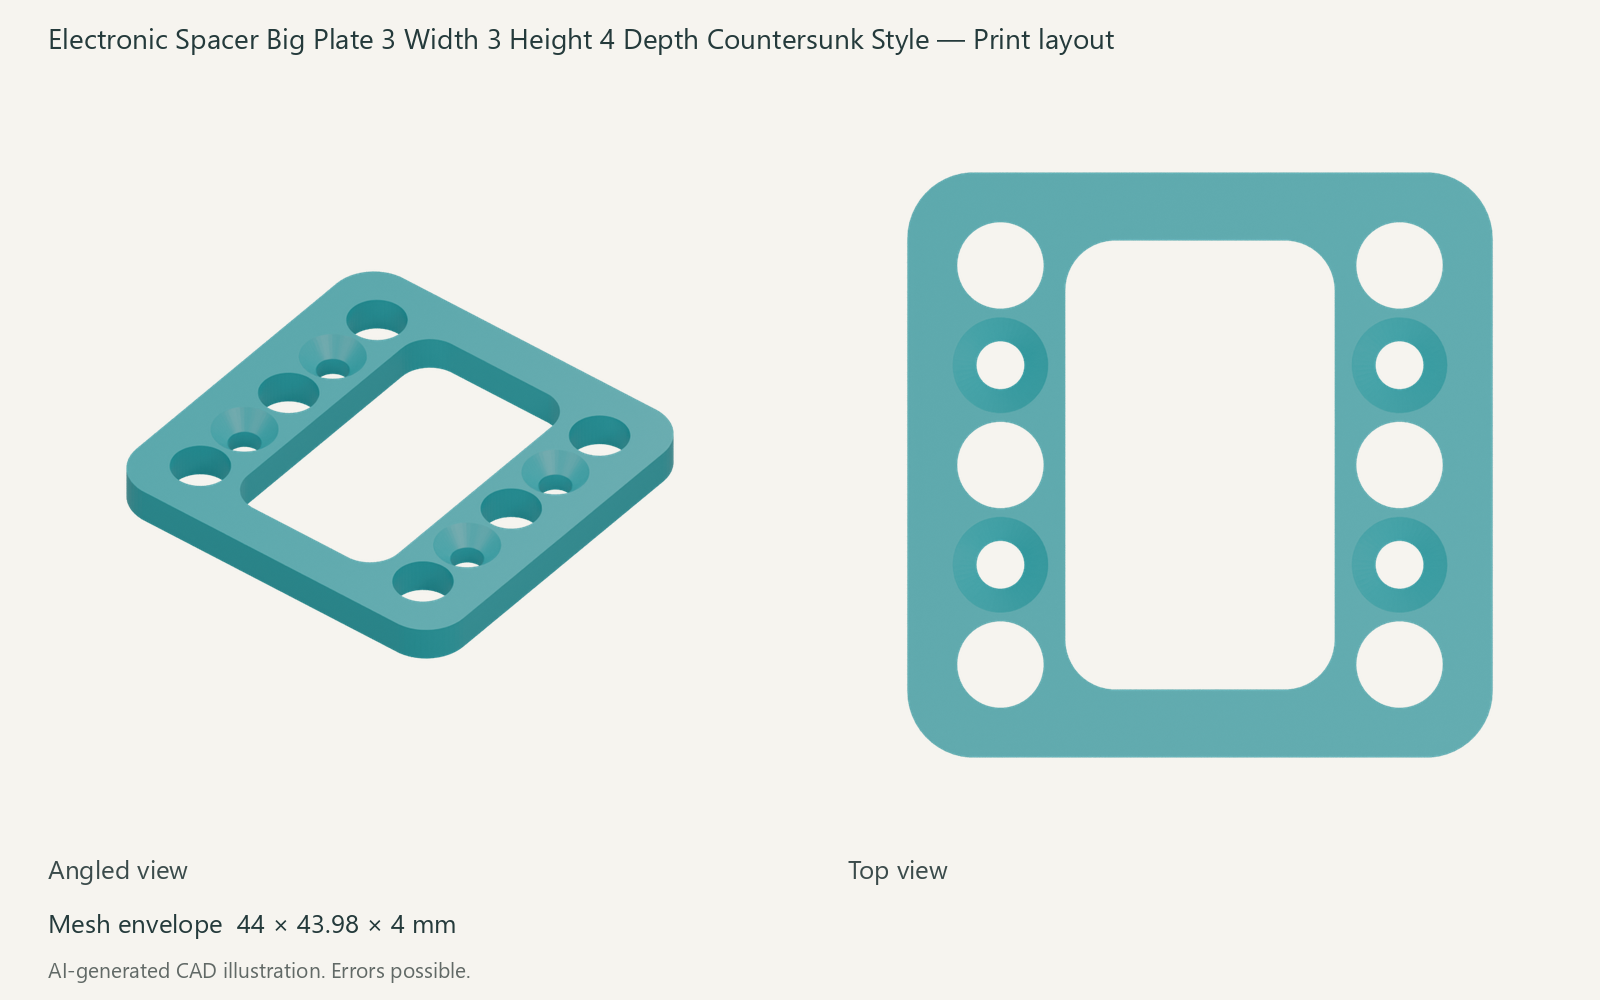 Electronic Spacer Big Plate 3 Width 3 Height 4 Depth Countersunk Style — Print layout
Angled view
Top view
Mesh envelope 44 × 43.98 × 4 mm
AI-generated CAD illustration. Errors possible.